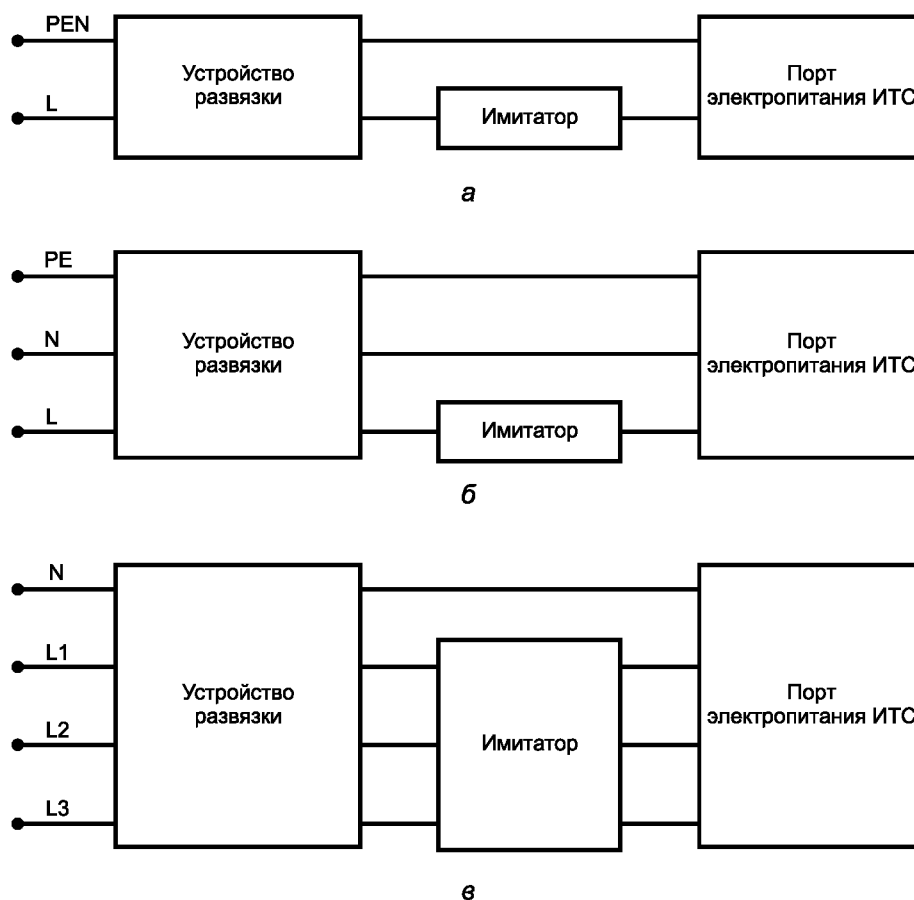 PEN
L
Устройство
развязки
Имитатор
Порт
электропитания ИТС
а
PE
N
L
Устройство
развязки
Имитатор
Порт
электропитания ИТС
б
N
L1
L2
L3
Устройство
развязки
Имитатор
Порт
электропитания ИТС
в